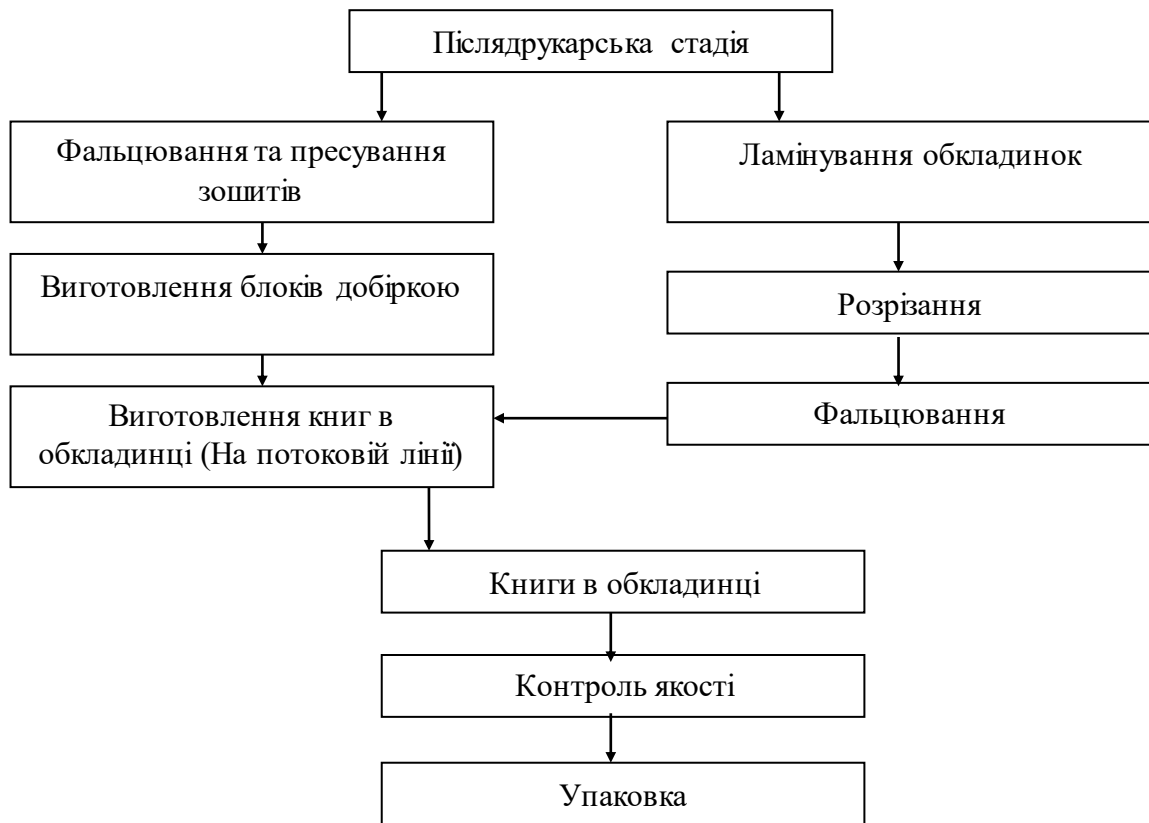 Післядрукарська стадія
Фальцювання та пресування
зошитів
Ламінування обкладинок
Виготовлення блоків добіркою
Розрізання
Виготовлення книг в
обкладинці (На потоковій лінії)
Фальцювання
Книги в обкладинці
Контроль якості
Упаковка